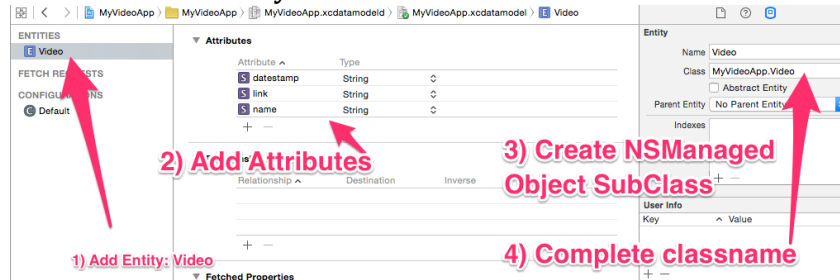 MyVideoApp MyVideoApp MyVideoApp.xcdatamodeld MyVideoApp.xcdatamodel E Video
ENTITIES
E Video
FETCH REQUESTS
CONFIGURATIONS
C Default
Attributes
Attribute Type
S datestamp String
S link String
S name String
+ −
2) Add Attributes
Relationship Destination Inverse
+ −
1) Add Entity: Video
Fetched Properties
Entity
Name Video
Class MyVideoApp.Video
Abstract Entity
Parent Entity No Parent Entity
Indexes
3) Create NSManaged
Object SubClass
+ −
User Info
Key Value
4) Complete classname
+ −